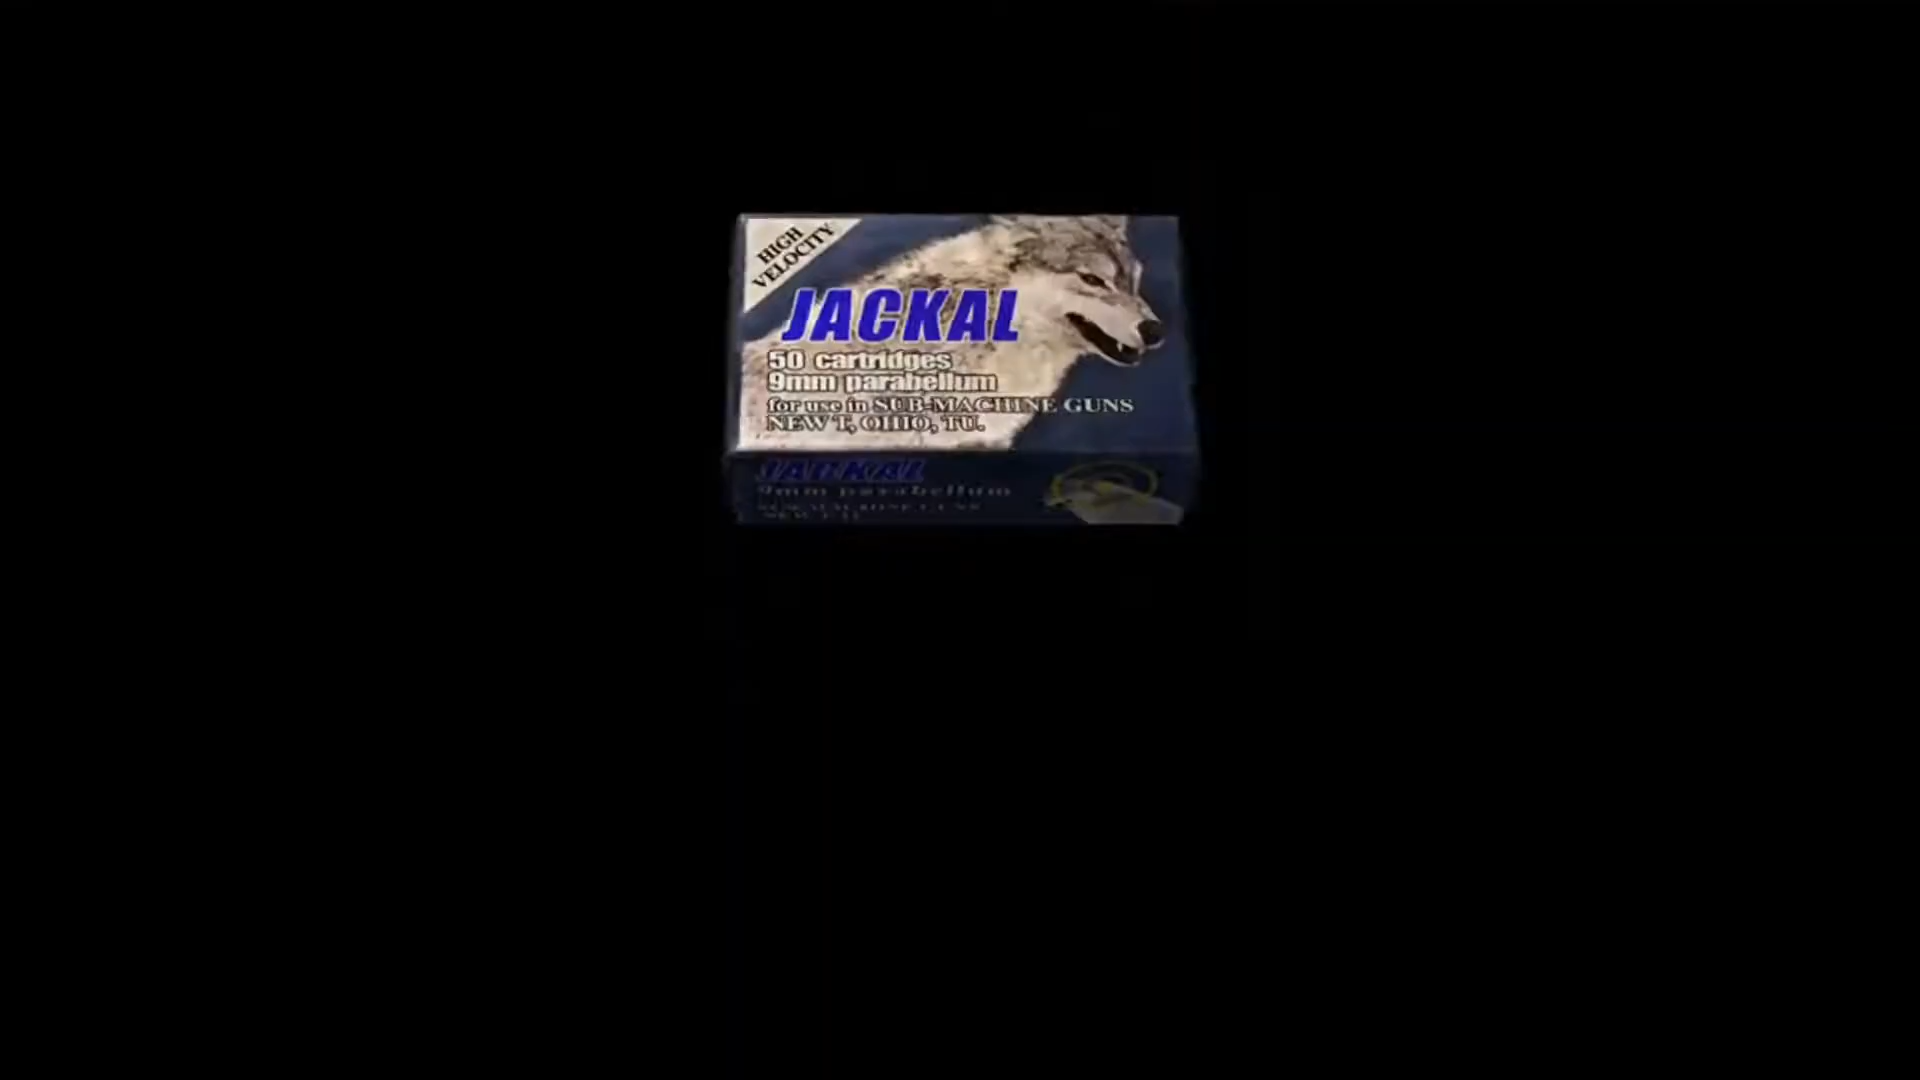 HIGH
VELOCITY
JACKAL
50 cartridges
9mm parabellum
for use in SUB-MACHINE GUNS
NEW T, OHIO, TU.
JACKAL
9mm parabellum